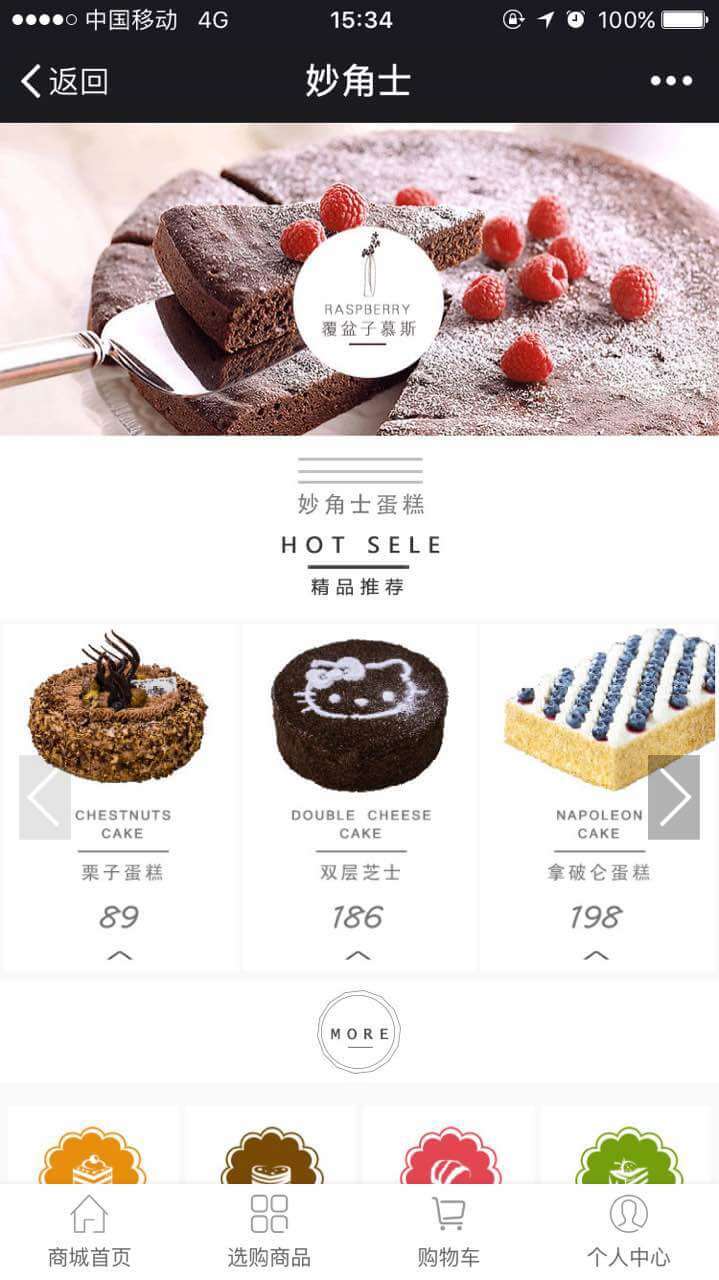 中国移动 4G 15:34 100%
返回 妙角士
RASPBERRY
覆盆子慕斯
妙角士蛋糕
HOT SELE
精品推荐
CHESTNUTS
CAKE
栗子蛋糕
89
DOUBLE CHEESE
CAKE
双层芝士
186
NAPOLEON
CAKE
拿破仑蛋糕
198
MORE
商城首页 选购商品 购物车 个人中心